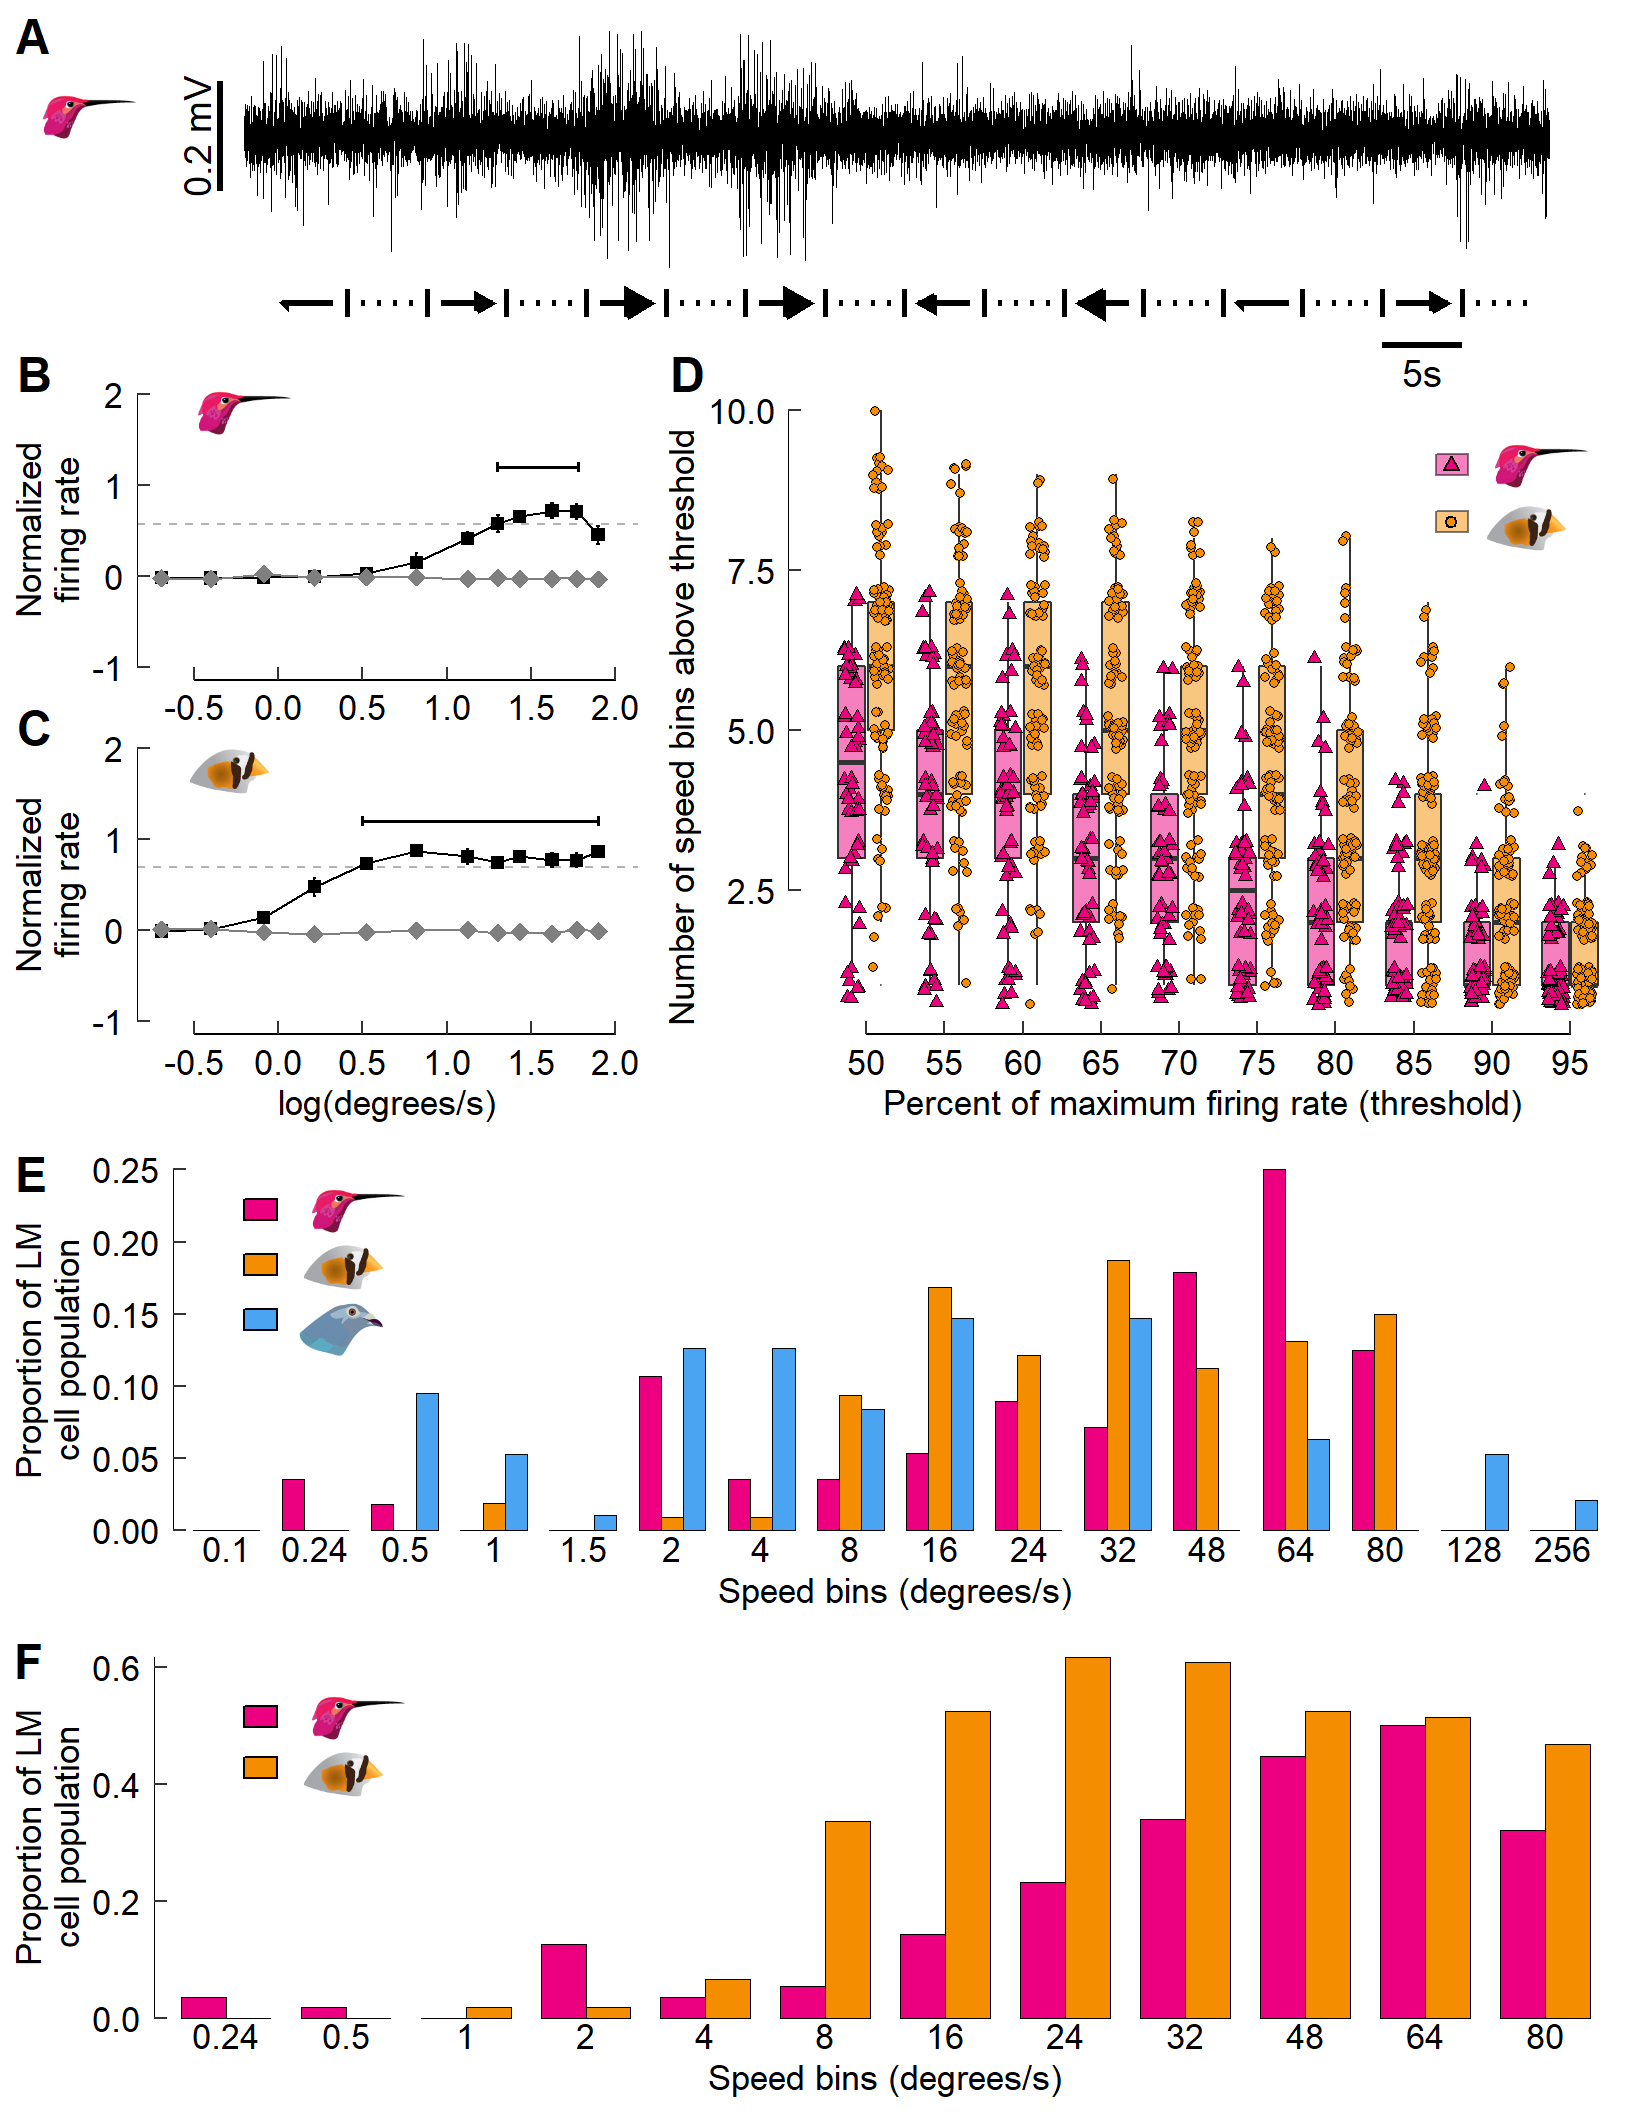 A
0.2 mV
5s
B
2
1
0
-1
Normalized
firing rate
-0.5 0.0 0.5 1.0 1.5 2.0
C
2
1
0
-1
Normalized
firing rate
-0.5 0.0 0.5 1.0 1.5 2.0
log(degrees/s)
D
10.0
7.5
5.0
2.5
Number of speed bins above threshold
50 55 60 65 70 75 80 85 90 95
Percent of maximum firing rate (threshold)
E
0.25
0.20
0.15
0.10
0.05
0.00
Proportion of LM
cell population
0.1 0.24 0.5 1 1.5 2 4 8 16 24 32 48 64 80 128 256
Speed bins (degrees/s)
F
0.6
0.4
0.2
0.0
Proportion of LM
cell population
0.24 0.5 1 2 4 8 16 24 32 48 64 80
Speed bins (degrees/s)